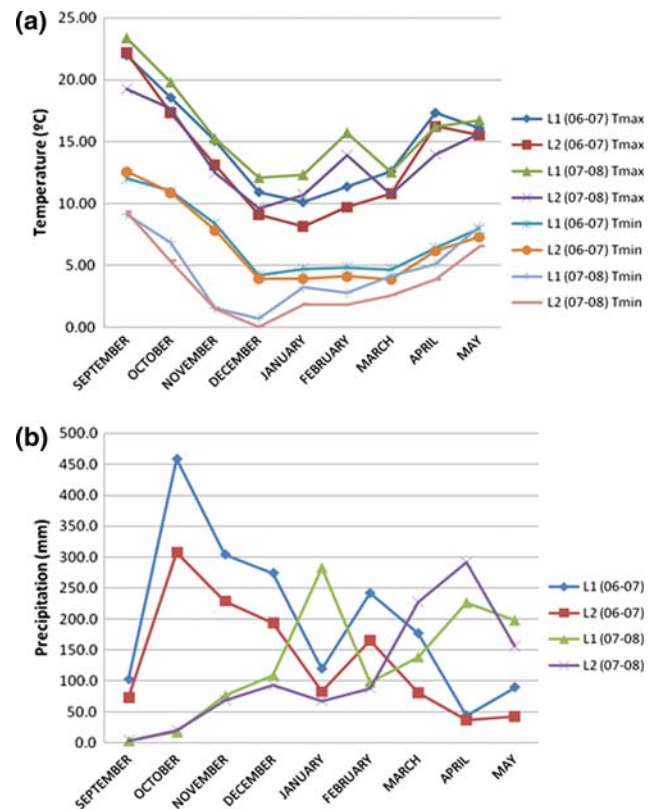 (a)
25.00
20.00
15.00
10.00
5.00
0.00
Temperature (ºC)
SEPTEMBER
OCTOBER
NOVEMBER
DECEMBER
JANUARY
FEBRUARY
MARCH
APRIL
MAY
L1 (06-07) Tmax
L2 (06-07) Tmax
L1 (07-08) Tmax
L2 (07-08) Tmax
L1 (06-07) Tmin
L2 (06-07) Tmin
L1 (07-08) Tmin
L2 (07-08) Tmin
(b)
500.0
450.0
400.0
350.0
300.0
250.0
200.0
150.0
100.0
50.0
0.0
Precipitation (mm)
SEPTEMBER
OCTOBER
NOVEMBER
DECEMBER
JANUARY
FEBRUARY
MARCH
APRIL
MAY
L1 (06-07)
L2 (06-07)
L1 (07-08)
L2 (07-08)